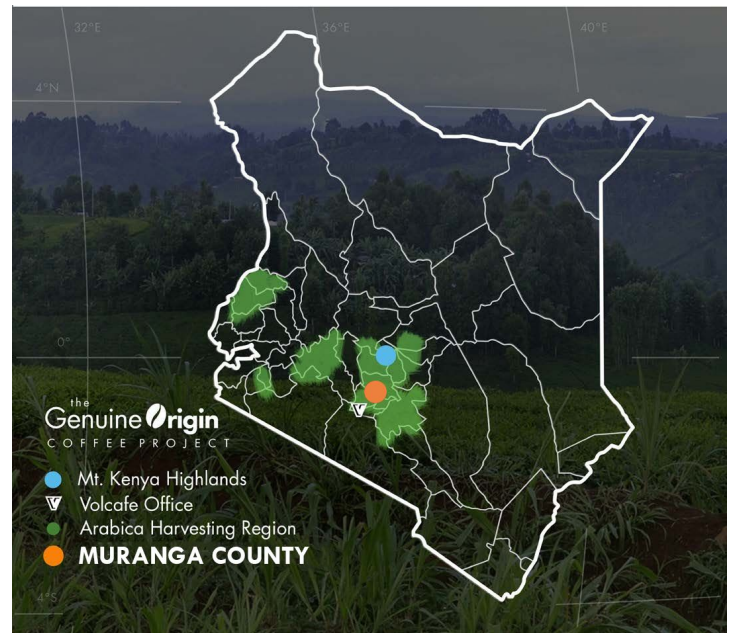 32°E
36°E
40°E
4°N
0°
the
Genuine Origin
COFFEE PROJECT
Mt. Kenya Highlands
Volcafe Office
Arabica Harvesting Region
MURANGA COUNTY
4°S